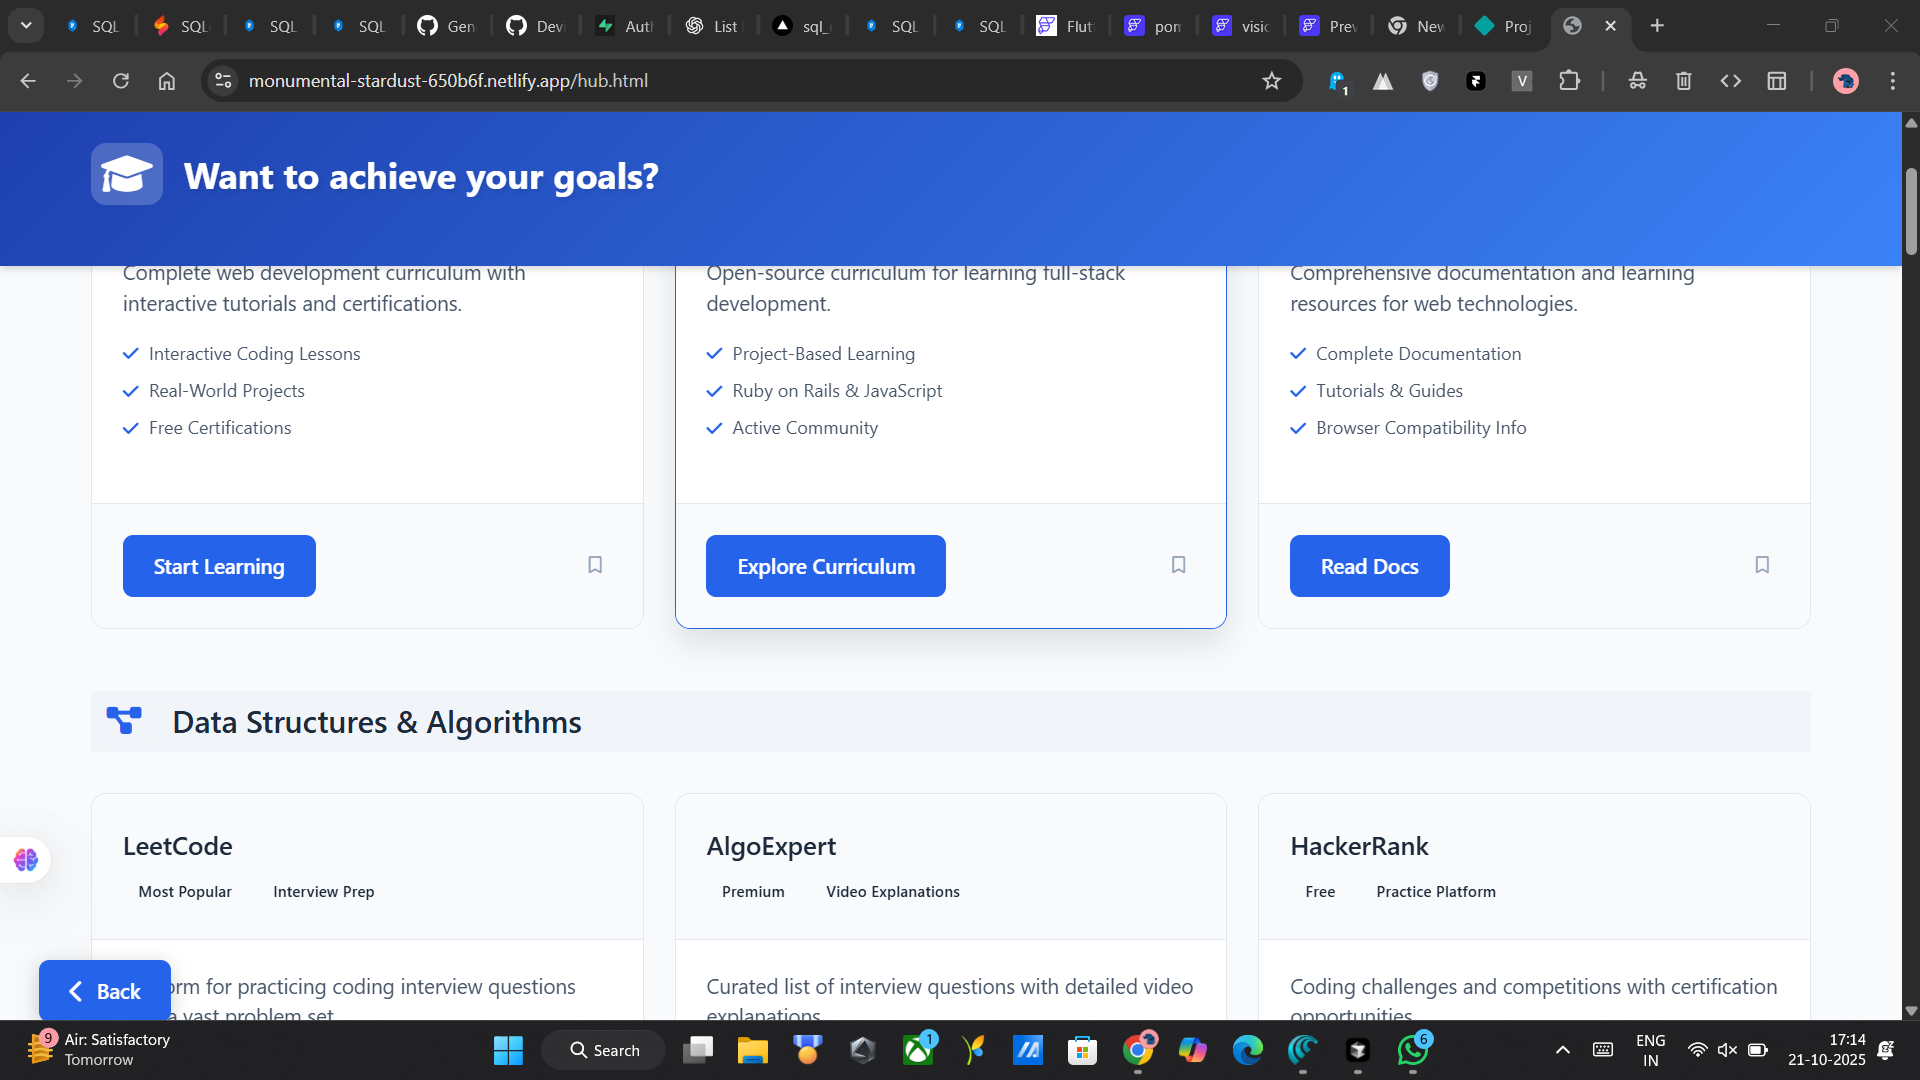 SQL
SQL
SQL
SQL
Gen
Devi
Auth
List
sql_
SQL
SQL
Flut
pom
visio
Prev
New
Proj
monumental-stardust-650b6f.netlify.app/hub.html
1
V
Want to achieve your goals?
Complete web development curriculum with
interactive tutorials and certifications.
Interactive Coding Lessons
Real-World Projects
Free Certifications
Start Learning
Open-source curriculum for learning full-stack
development.
Project-Based Learning
Ruby on Rails & JavaScript
Active Community
Explore Curriculum
Comprehensive documentation and learning
resources for web technologies.
Complete Documentation
Tutorials & Guides
Browser Compatibility Info
Read Docs
Data Structures & Algorithms
LeetCode
Most Popular Interview Prep
orm for practicing coding interview questions
a vast problem set.
AlgoExpert
Premium Video Explanations
Curated list of interview questions with detailed video
explanations.
HackerRank
Free Practice Platform
Coding challenges and competitions with certification
opportunities.
Back
9
Air: Satisfactory
Tomorrow
Search
1
6
ENG
IN
17:14
21-10-2025